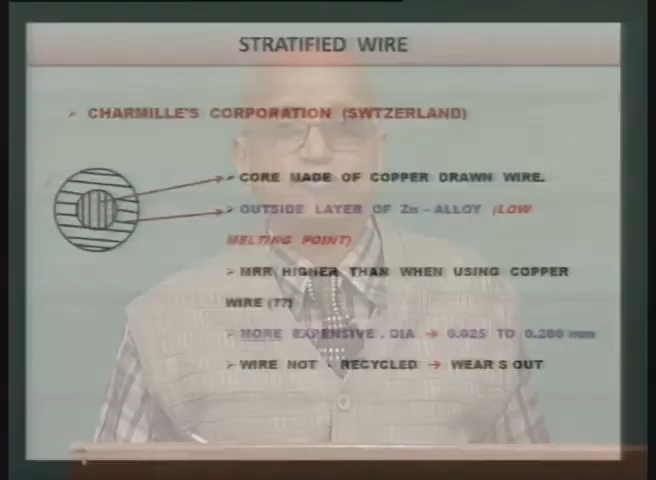 STRATIFIED WIRE
➢ CHARMILLE'S CORPORATION (SWTZERLAND)
➢ CORE MADE OF COPPER DRAWN WIRE.
➢ OUTSIDE LAYER OF Zn - ALLOY (LOW
MELTING POINT)
➢ MRR HIGHER THAN WHEN USING COPPER
WIRE (??)
➢ MORE EXPENSIVE . DIA → 0.025 TO 0.200 mm
➢ WIRE NOT - RECYCLED → WEAR S OUT